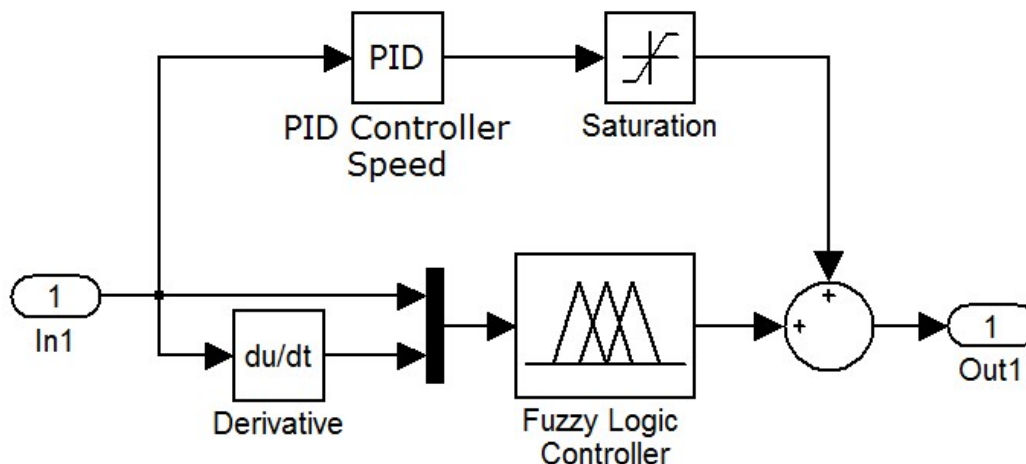 PID
PID Controller
Speed
Saturation
1
In1
du/dt
Derivative
Fuzzy Logic
Controller
+
+
1
Out1